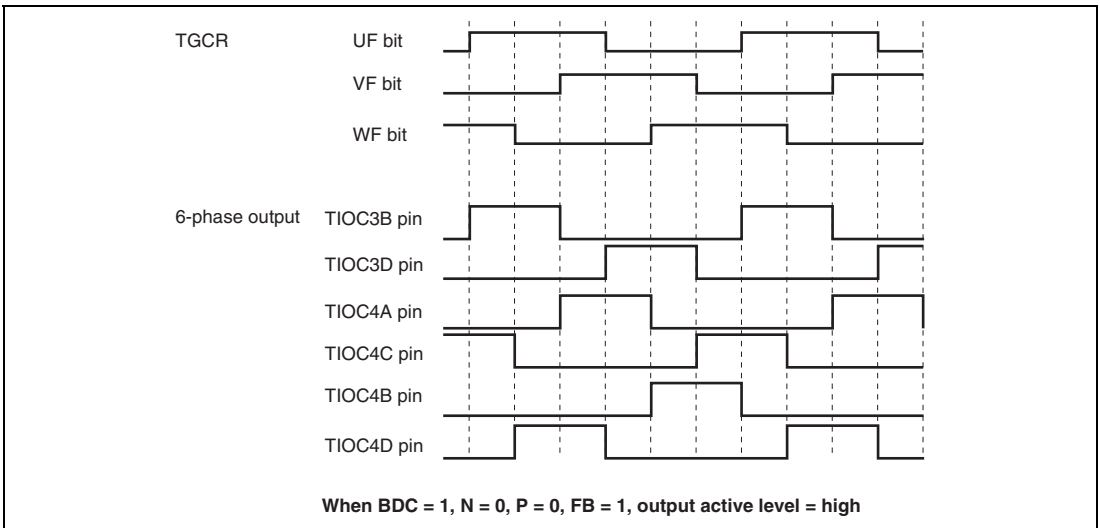 TGCR UF bit
VF bit
WF bit
6-phase output TIOC3B pin
TIOC3D pin
TIOC4A pin
TIOC4C pin
TIOC4B pin
TIOC4D pin
When BDC = 1, N = 0, P = 0, FB = 1, output active level = high